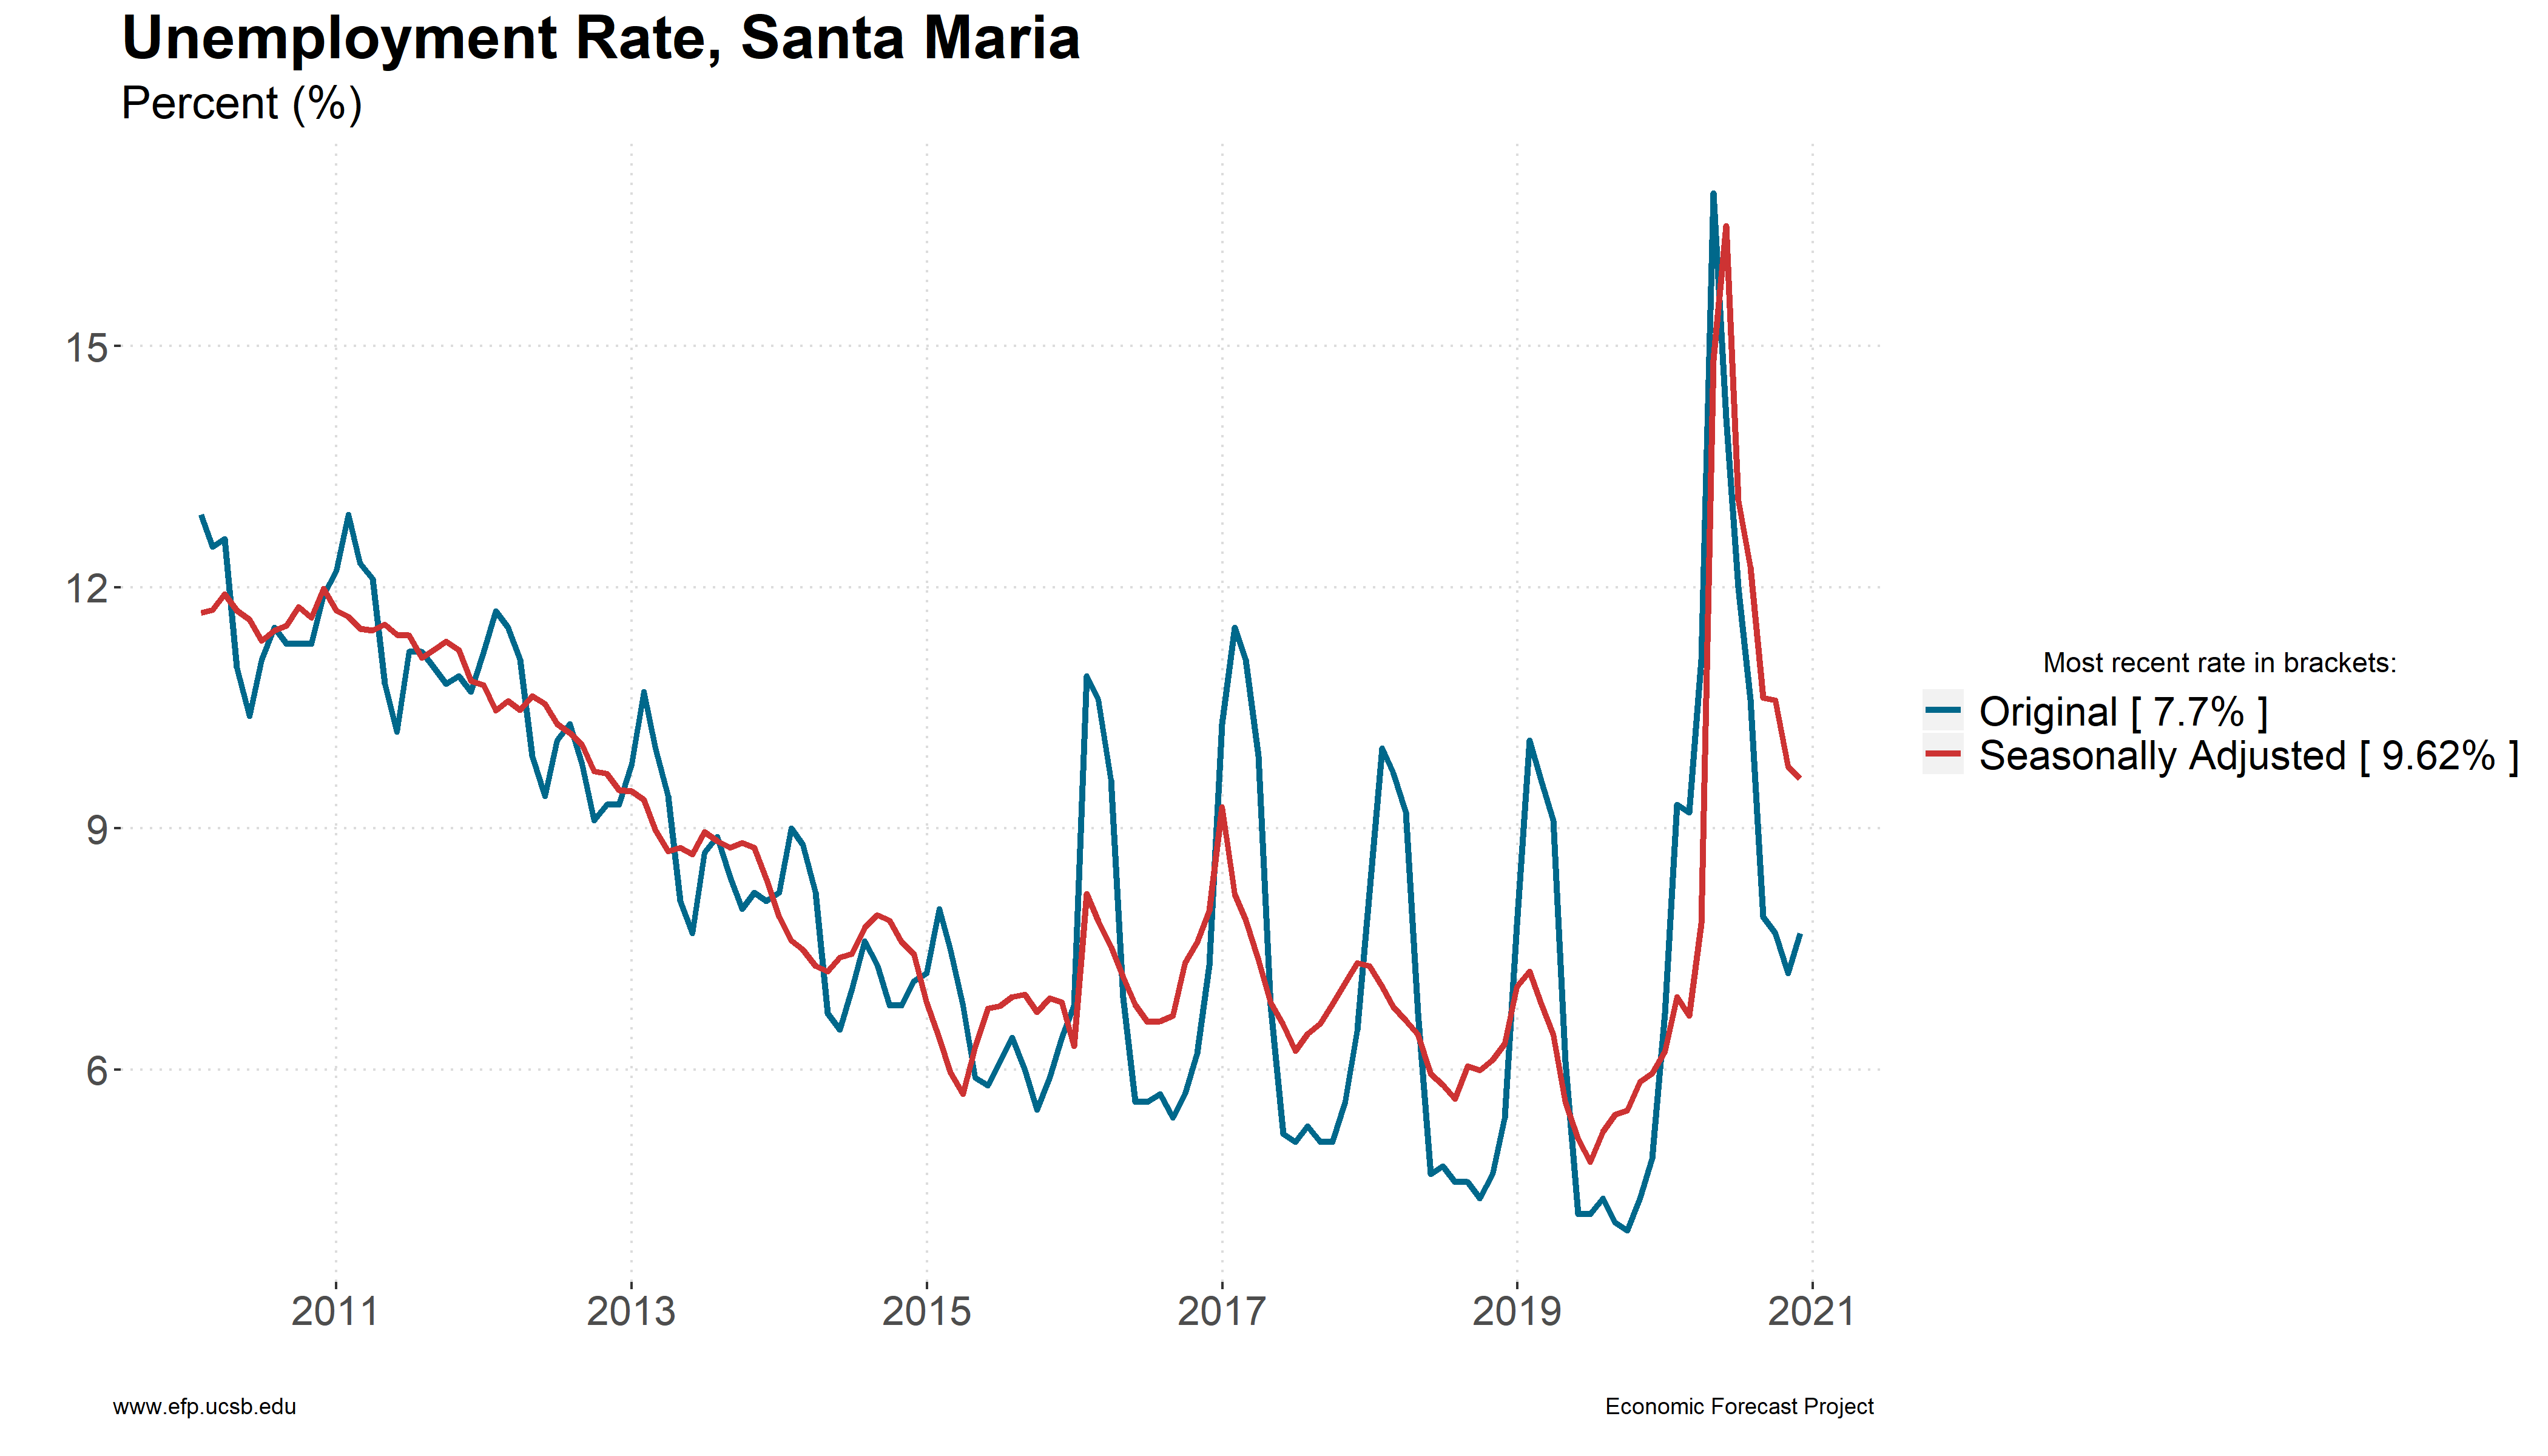 Unemployment Rate, Santa Maria
Percent (%)
15
12
9
6
2011 2013 2015 2017 2019 2021
Most recent rate in brackets:
Original [ 7.7% ]
Seasonally Adjusted [ 9.62% ]
www.efp.ucsb.edu
Economic Forecast Project